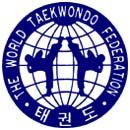 THE WORLD TAEKWONDO FEDERATION
태권도